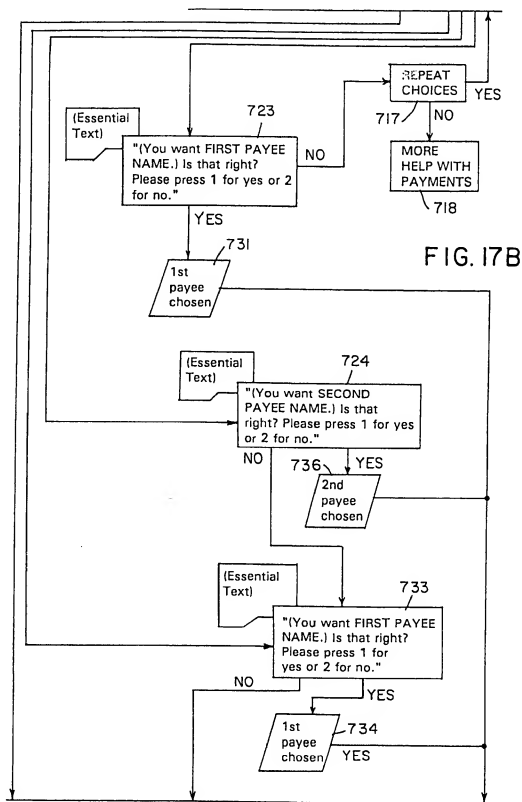 REPEAT
CHOICES
YES
717
NO
MORE
HELP WITH
PAYMENTS
718
(Essential
Text)
723
"(You want FIRST PAYEE
NAME.) Is that right?
Please press 1 for yes or 2
for no."
NO
YES
731
1st
payee
chosen
FIG. 17B
(Essential
Text)
724
"(You want SECOND
PAYEE NAME.) Is that
right? Please press 1 for yes
or 2 for no."
NO
YES
736
2nd
payee
chosen
(Essential
Text)
733
"(You want FIRST PAYEE
NAME.) Is that right?
Please press 1 for
yes or 2 for no."
NO
YES
1st
payee
chosen
734
YES